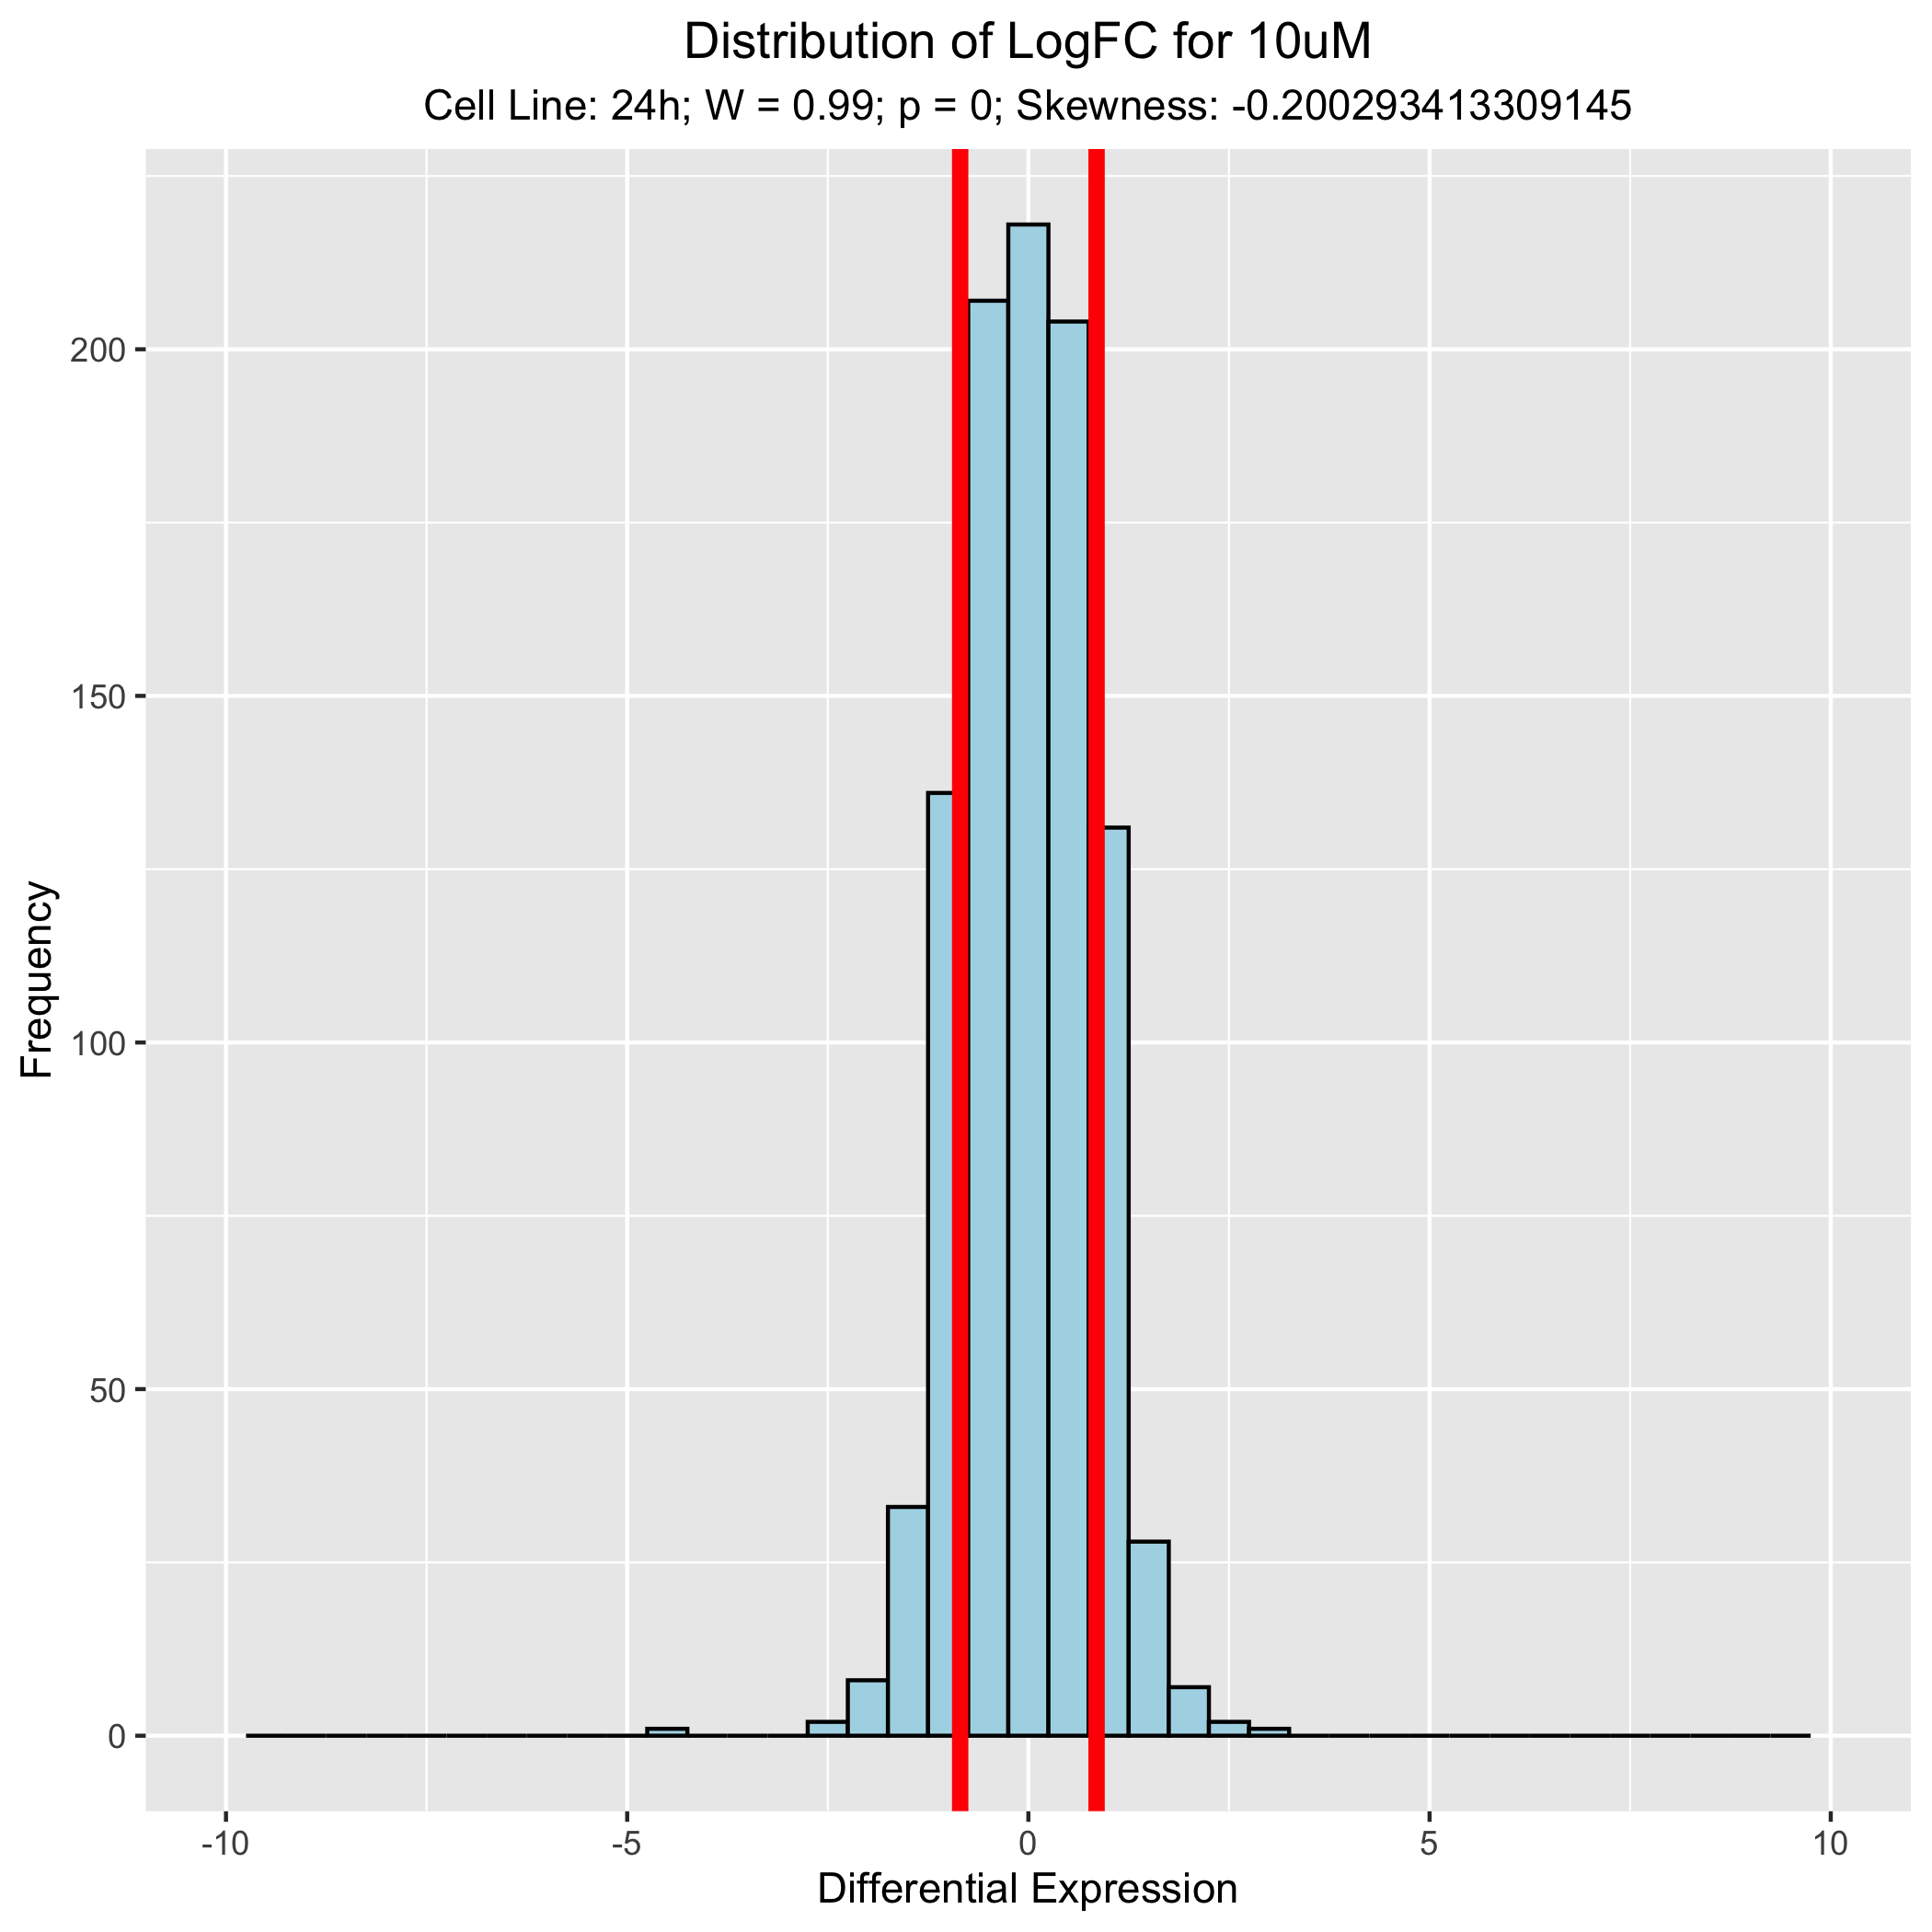 Distribution of LogFC for 10uM
Cell Line: 24h; W = 0.99; p = 0; Skewness: -0.200293413309145
Frequency
200
150
100
50
0
-10 -5 0 5 10
Differential Expression